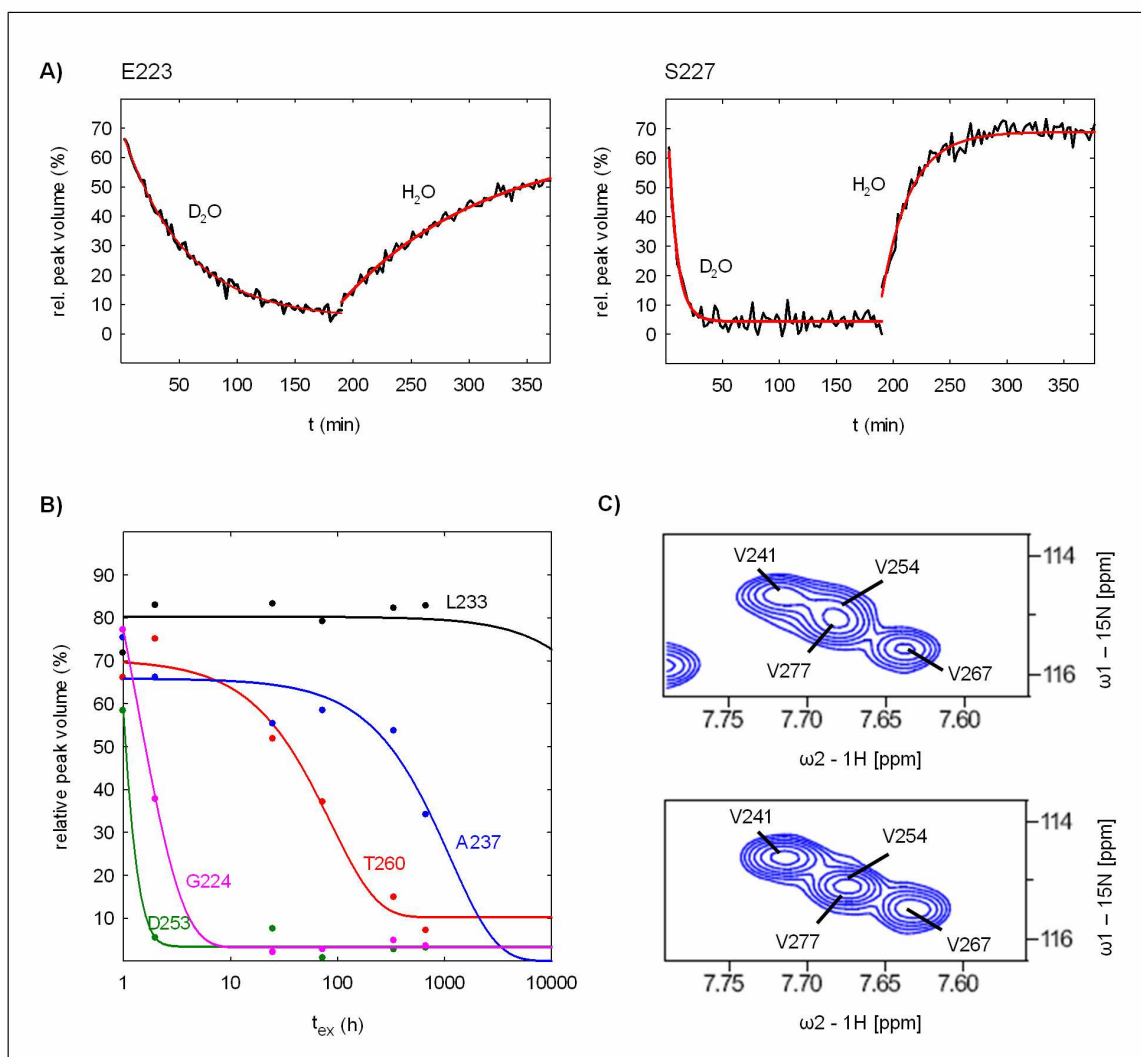 A)
E223
S227
rel. peak volume (%)
70
60
50
40
30
20
10
0
D2O
H2O
50 100 150 200 250 300 350
t (min)
rel. peak volume (%)
70
60
50
40
30
20
10
0
D2O
H2O
50 100 150 200 250 300 350
t (min)
B)
relative peak volume (%)
90
80
70
60
50
40
30
20
10
L233
A237
T260
G224
D253
1 10 100 1000 10000
tex (h)
C)
V241
V254
V277
V267
114
116
ω1 – 15N [ppm]
7.75 7.70 7.65 7.60
ω2 - 1H [ppm]
V241
V254
V277
V267
114
116
ω1 – 15N [ppm]
7.75 7.70 7.65 7.60
ω2 - 1H [ppm]